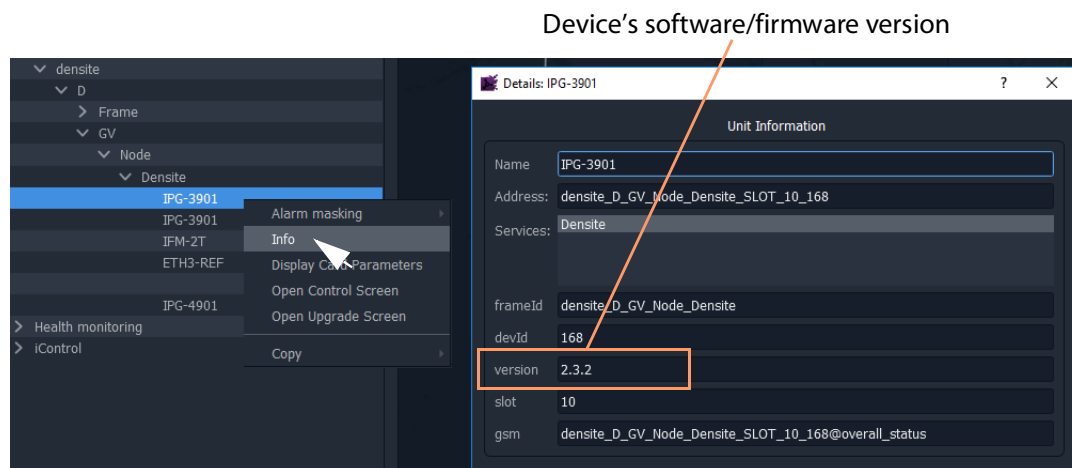 Device's software/firmware version
densite
D
Frame
GV
Node
Densite
IPG-3901
IPG-3901
IFM-2T
ETH3-REF
IPG-4901
Health monitoring
iControl
Alarm masking
Info
Display Card Parameters
Open Control Screen
Open Upgrade Screen
Copy
Details: IPG-3901 ?
Unit Information
Name IPG-3901
Address: densite_D_GV_Node_Densite_SLOT_10_168
Services: Densite
frameId densite_D_GV_Node_Densite
devId 168
version 2.3.2
slot 10
gsm densite_D_GV_Node_Densite_SLOT_10_168@overall_status